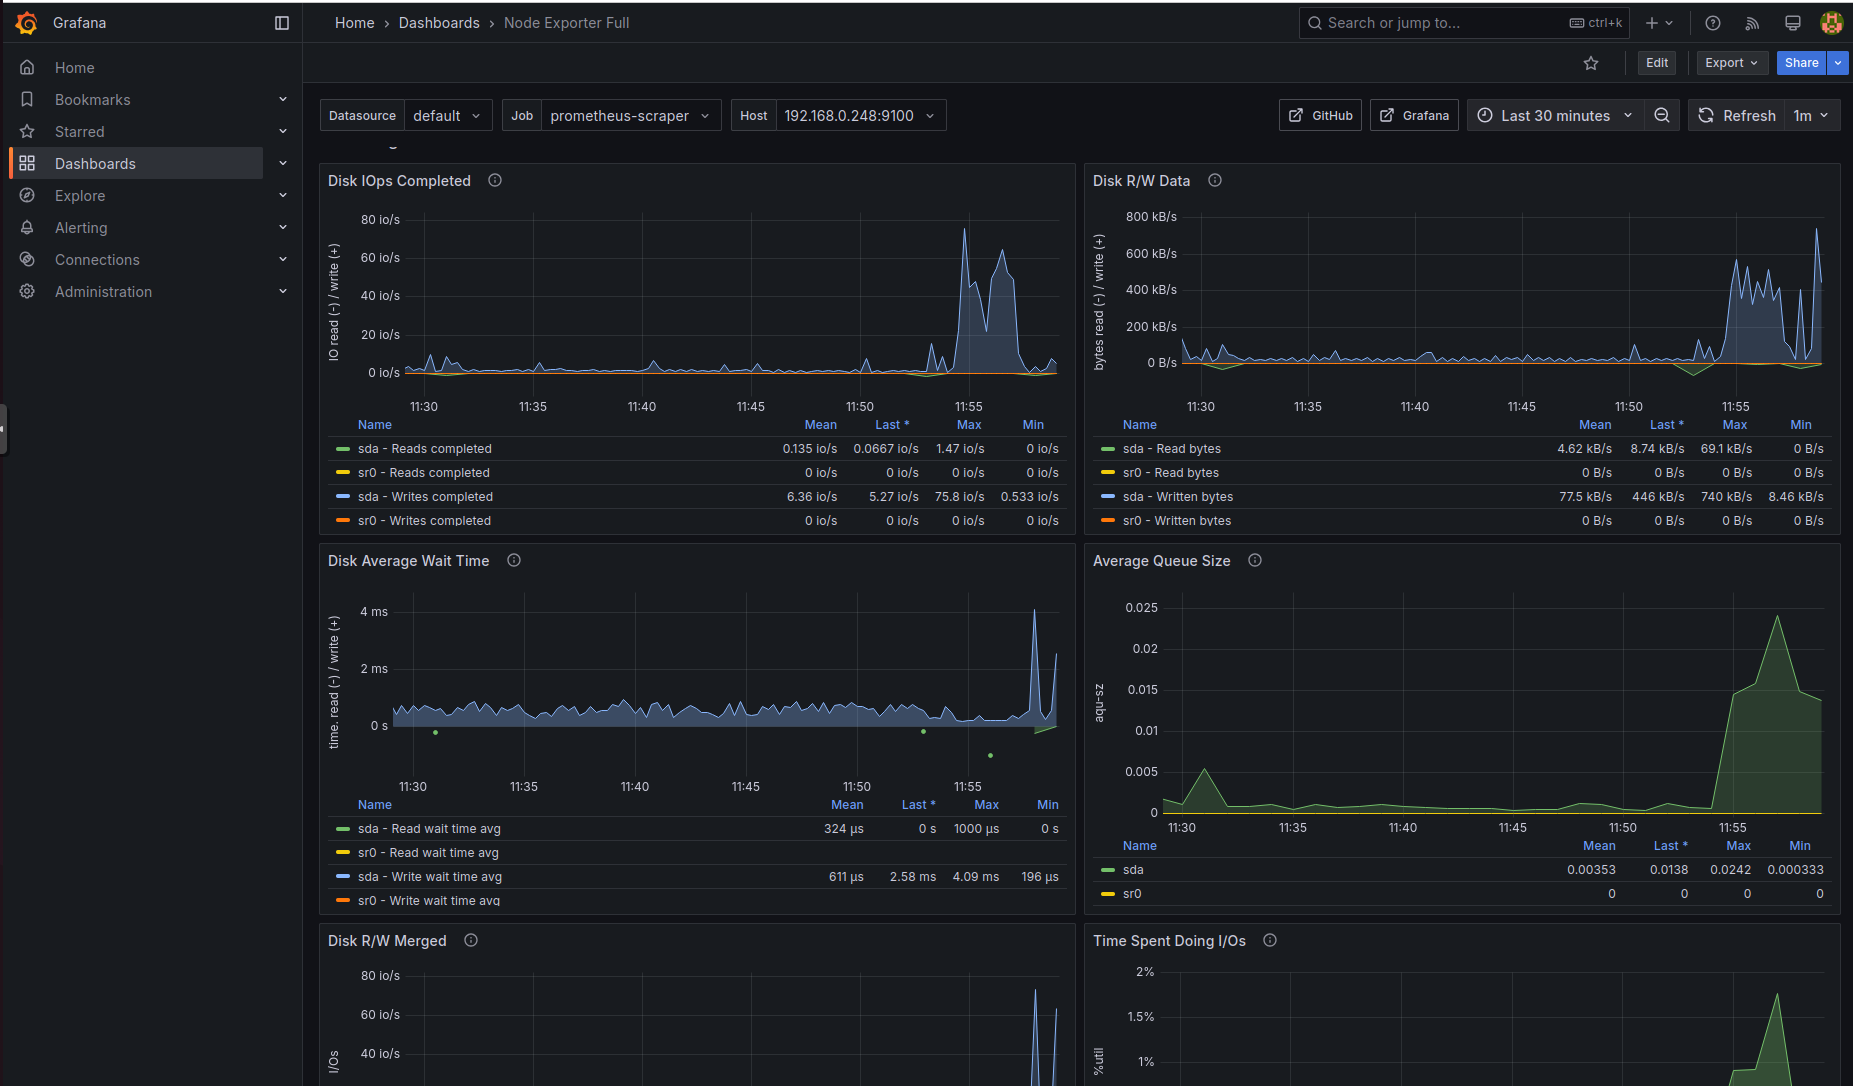 Grafana
Home › Dashboards › Node Exporter Full
Search or jump to...
ctrl+k
Home
Bookmarks
Starred
Dashboards
Explore
Alerting
Connections
Administration
Edit
Export
Share
Datasource default
Job prometheus-scraper
Host 192.168.0.248:9100
GitHub
Grafana
Last 30 minutes
Refresh 1m
Disk IOps Completed
IO read (-) / write (+)
80 io/s
60 io/s
40 io/s
20 io/s
0 io/s
11:30 11:35 11:40 11:45 11:50 11:55
Name Mean Last * Max Min
sda - Reads completed 0.135 io/s 0.0667 io/s 1.47 io/s 0 io/s
sr0 - Reads completed 0 io/s 0 io/s 0 io/s 0 io/s
sda - Writes completed 6.36 io/s 5.27 io/s 75.8 io/s 0.533 io/s
sr0 - Writes completed 0 io/s 0 io/s 0 io/s 0 io/s
Disk R/W Data
bytes read (-) / write (+)
800 kB/s
600 kB/s
400 kB/s
200 kB/s
0 B/s
11:30 11:35 11:40 11:45 11:50 11:55
Name Mean Last * Max Min
sda - Read bytes 4.62 kB/s 8.74 kB/s 69.1 kB/s 0 B/s
sr0 - Read bytes 0 B/s 0 B/s 0 B/s 0 B/s
sda - Written bytes 77.5 kB/s 446 kB/s 740 kB/s 8.46 kB/s
sr0 - Written bytes 0 B/s 0 B/s 0 B/s 0 B/s
Disk Average Wait Time
time. read (-) / write (+)
4 ms
2 ms
0 s
11:30 11:35 11:40 11:45 11:50 11:55
Name Mean Last * Max Min
sda - Read wait time avg 324 µs 0 s 1000 µs 0 s
sr0 - Read wait time avg
sda - Write wait time avg 611 µs 2.58 ms 4.09 ms 196 µs
sr0 - Write wait time avg
Average Queue Size
aqu-sz
0.025
0.02
0.015
0.01
0.005
0
11:30 11:35 11:40 11:45 11:50 11:55
Name Mean Last * Max Min
sda 0.00353 0.0138 0.0242 0.000333
sr0 0 0 0 0
Disk R/W Merged
I/Os
80 io/s
60 io/s
40 io/s
Time Spent Doing I/Os
%util
2%
1.5%
1%